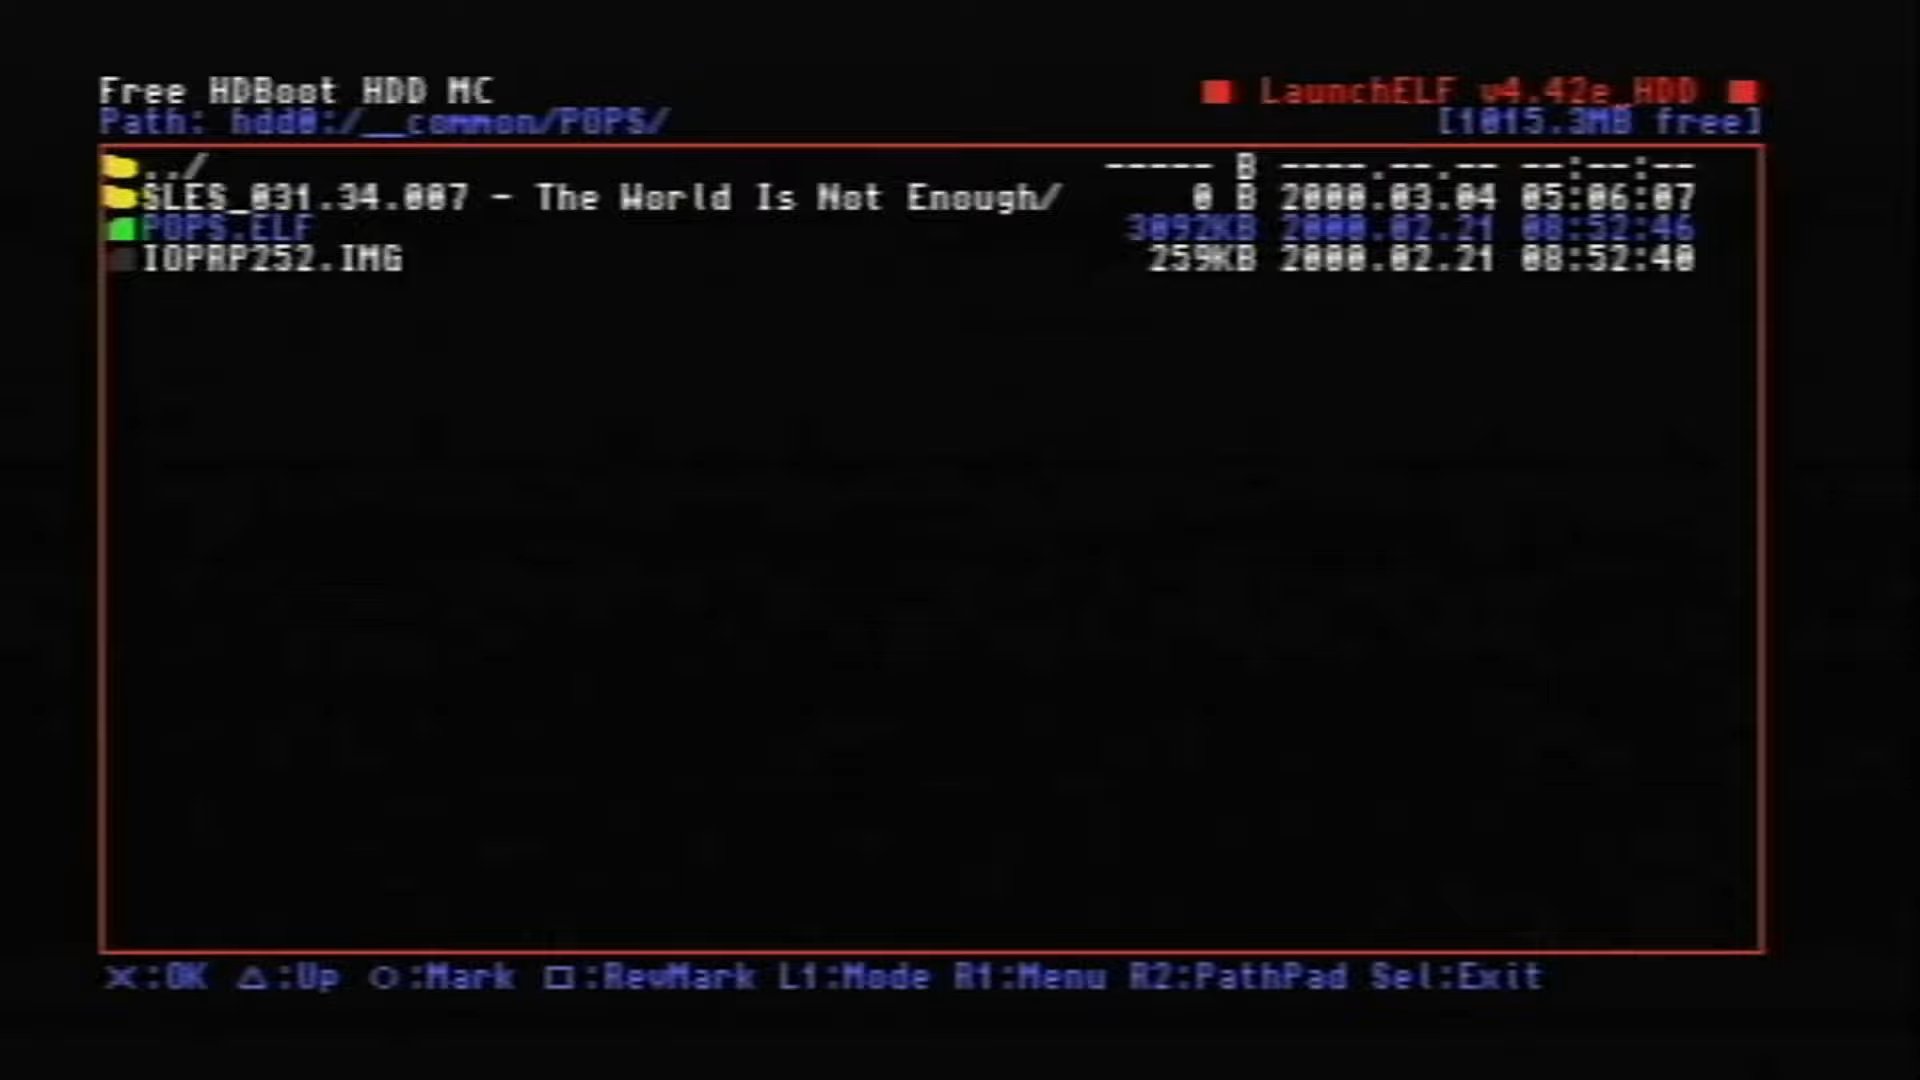 Free HDBoot HDD MC ■ LaunchELF v4.42e_HDD ■
Path: hdd0:/__common/POPS/ [1015.3MB free]
../ ----- B ----.--.-- --:--:--
SLES_031.34.007 - The World Is Not Enough/ 0 B 2000.03.04 05:06:07
POPS.ELF 3092KB 2000.02.21 08:52:46
IOPRP252.IMG 259KB 2000.02.21 08:52:40
×:OK △:Up ○:Mark □:RevMark L1:Mode R1:Menu R2:PathPad Sel:Exit